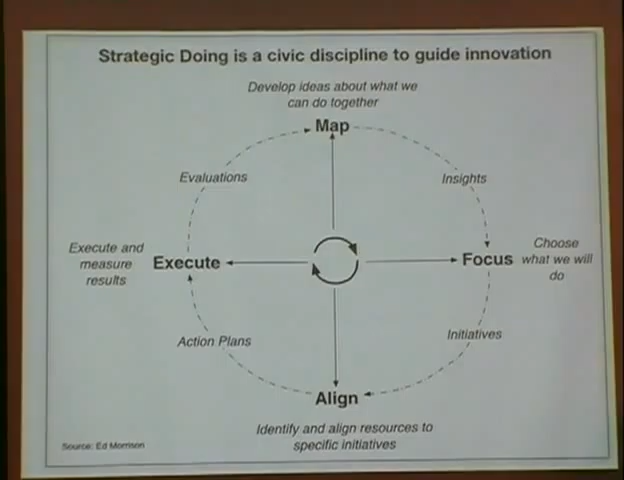 Strategic Doing is a civic discipline to guide innovation
Develop ideas about what we
can do together
Map
Evaluations
Insights
Execute and
measure
results
Execute
Focus
Choose
what we will
do
Action Plans
Initiatives
Align
Identify and align resources to
specific initiatives
Source: Ed Morrison